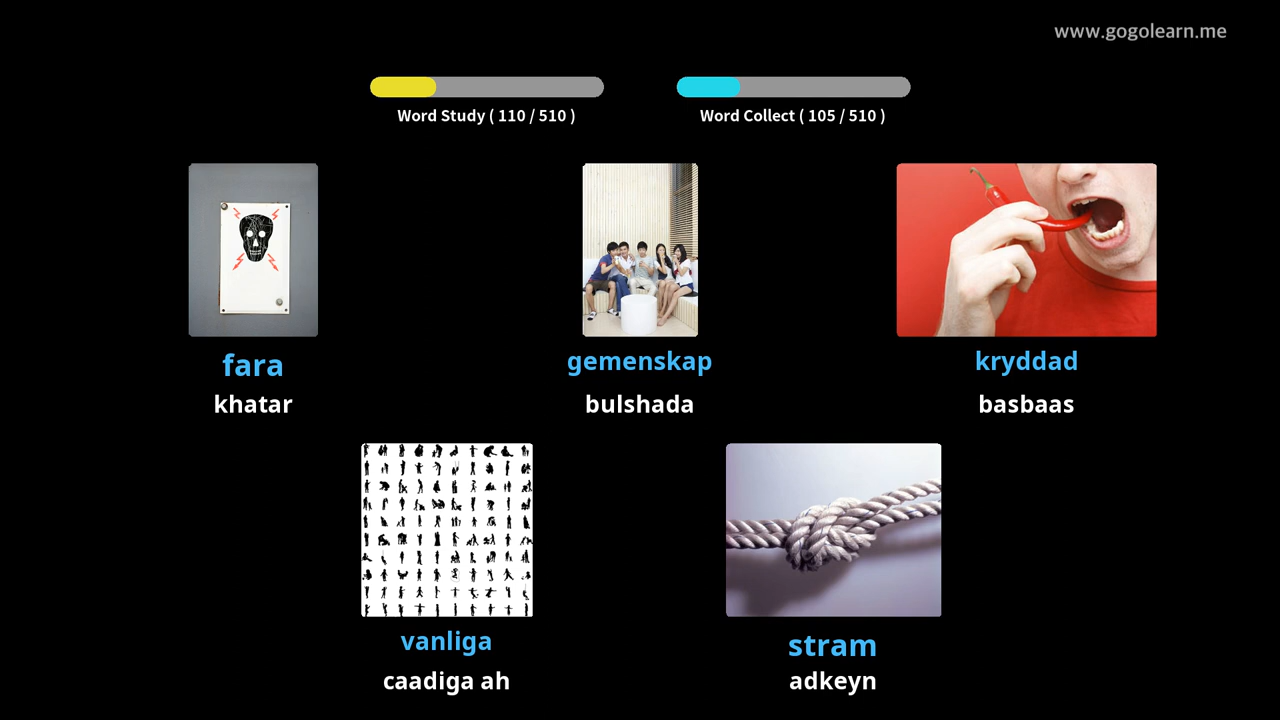 www.gogolearn.me
Word Study ( 110 / 510 )
Word Collect ( 105 / 510 )
fara
gemenskap
kryddad
khatar
bulshada
basbaas
vanliga
stram
caadiga ah
adkeyn